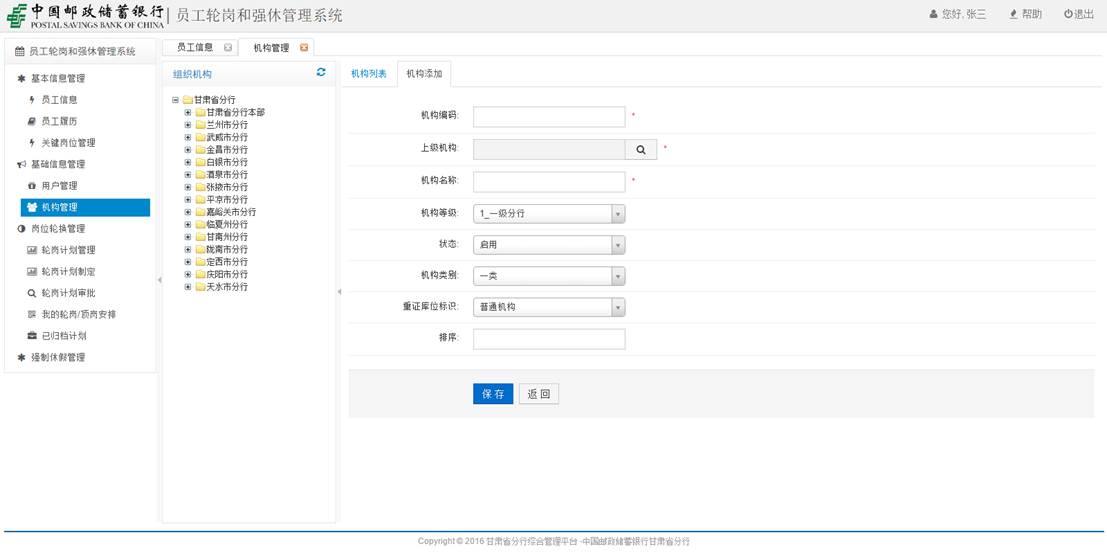 中国邮政储蓄银行
POSTAL SAVINGS BANK OF CHINA
员工轮岗和强休管理系统
您好, 张三
帮助
退出
员工轮岗和强休管理系统
基本信息管理
员工信息
员工履历
关键岗位管理
基础信息管理
用户管理
机构管理
岗位轮换管理
轮岗计划管理
轮岗计划制定
轮岗计划审批
我的轮岗/顶岗安排
已归档计划
强制休假管理
员工信息
机构管理
组织机构
甘肃省分行
甘肃省分行本部
兰州市分行
武威市分行
金昌市分行
白银市分行
酒泉市分行
张掖市分行
平凉市分行
嘉峪关市分行
临夏州分行
甘南州分行
陇南市分行
定西市分行
庆阳市分行
天水市分行
机构列表
机构添加
机构编码: *
上级机构: *
机构名称: *
机构等级: 1_一级分行
状态: 启用
机构类别: 一类
重证库位标识: 普通机构
排序:
保 存
返 回
Copyright © 2016 甘肃省分行综合管理平台 -中国邮政储蓄银行甘肃省分行